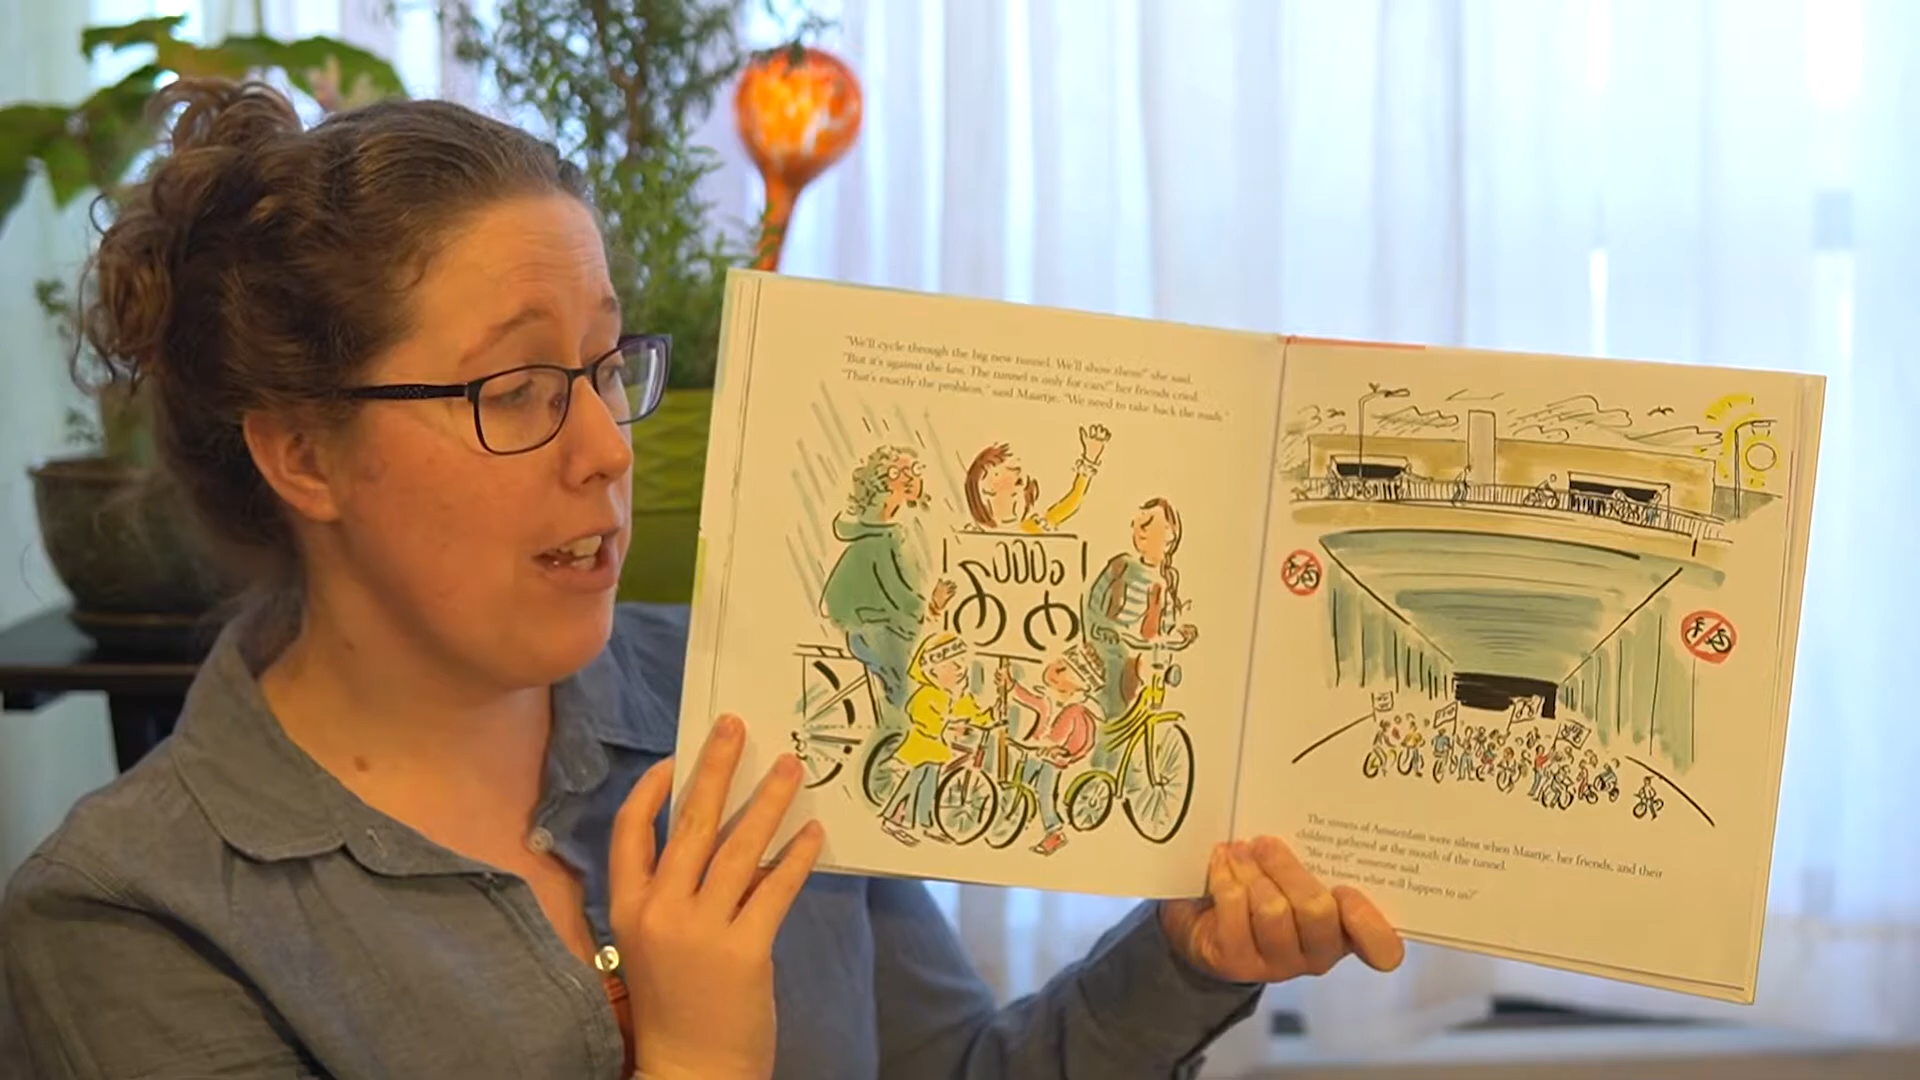 "We'll cycle through the big new tunnel. We'll show them!" she said.
"But it's against the law. The tunnel is only for cars!" her friends cried.
"That's exactly the problem," said Maartje. "We need to take back the roads."
The streets of Amsterdam were silent when Maartje, her friends, and their
children gathered at the mouth of the tunnel.
"We can't!" someone said.
"Who knows what will happen to us?"